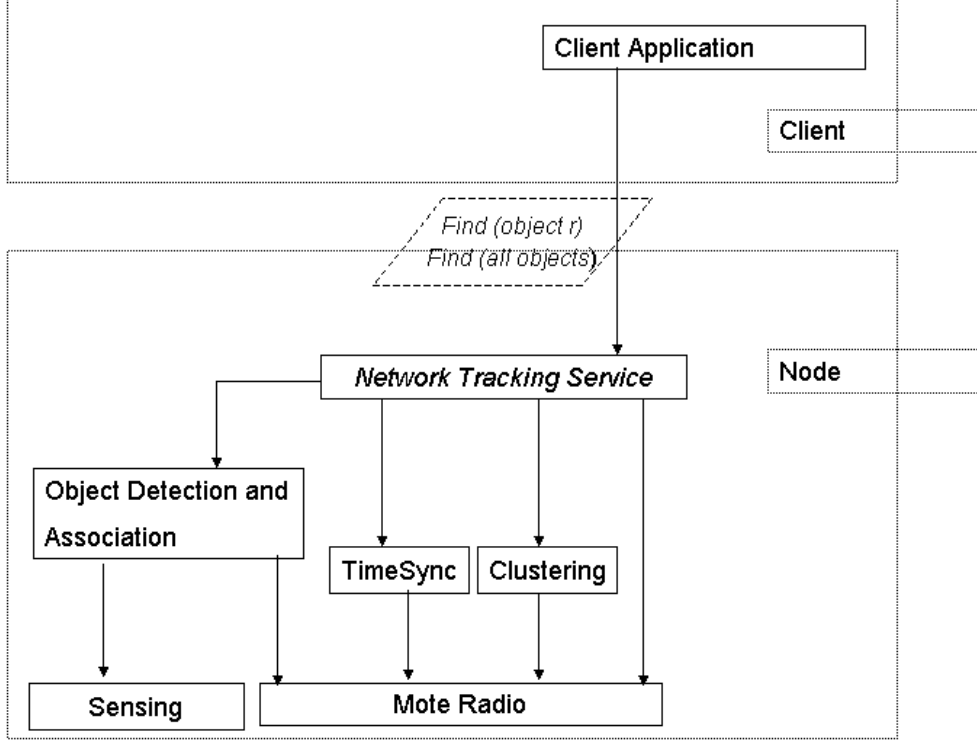 Client Application
Client
Find (object r)
Find (all objects)
Network Tracking Service
Node
Object Detection and
Association
TimeSync
Clustering
Sensing
Mote Radio